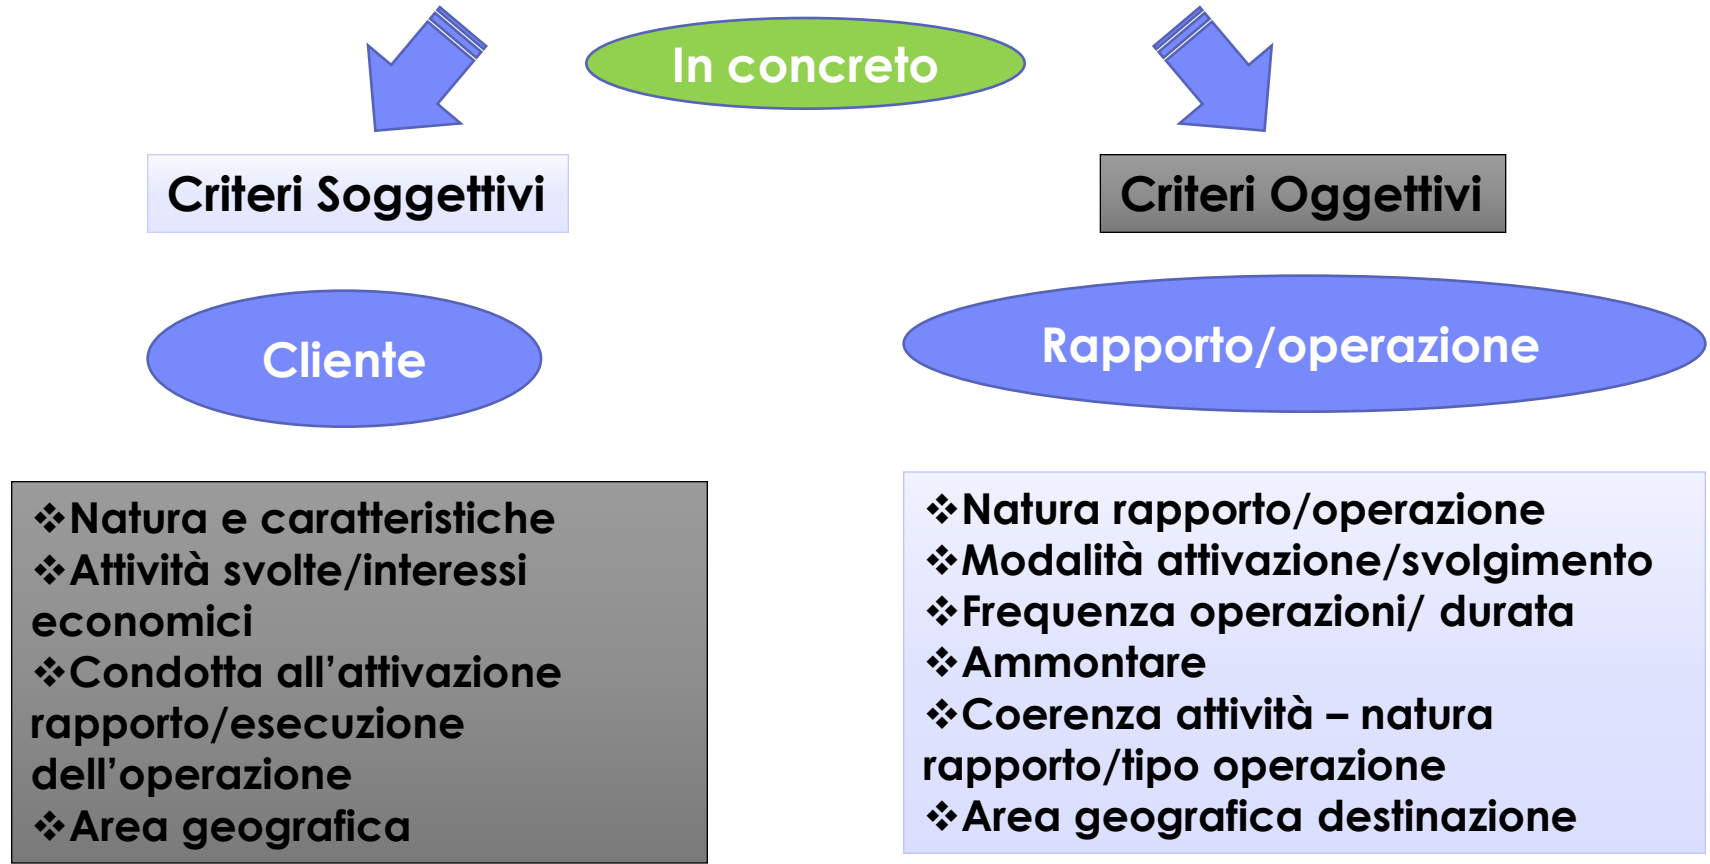 In concreto
Criteri Soggettivi
Criteri Oggettivi
Cliente
Rapporto/operazione
❖Natura e caratteristiche
❖Attività svolte/interessi
economici
❖Condotta all’attivazione
rapporto/esecuzione
dell’operazione
❖Area geografica
❖Natura rapporto/operazione
❖Modalità attivazione/svolgimento
❖Frequenza operazioni/ durata
❖Ammontare
❖Coerenza attività – natura
rapporto/tipo operazione
❖Area geografica destinazione